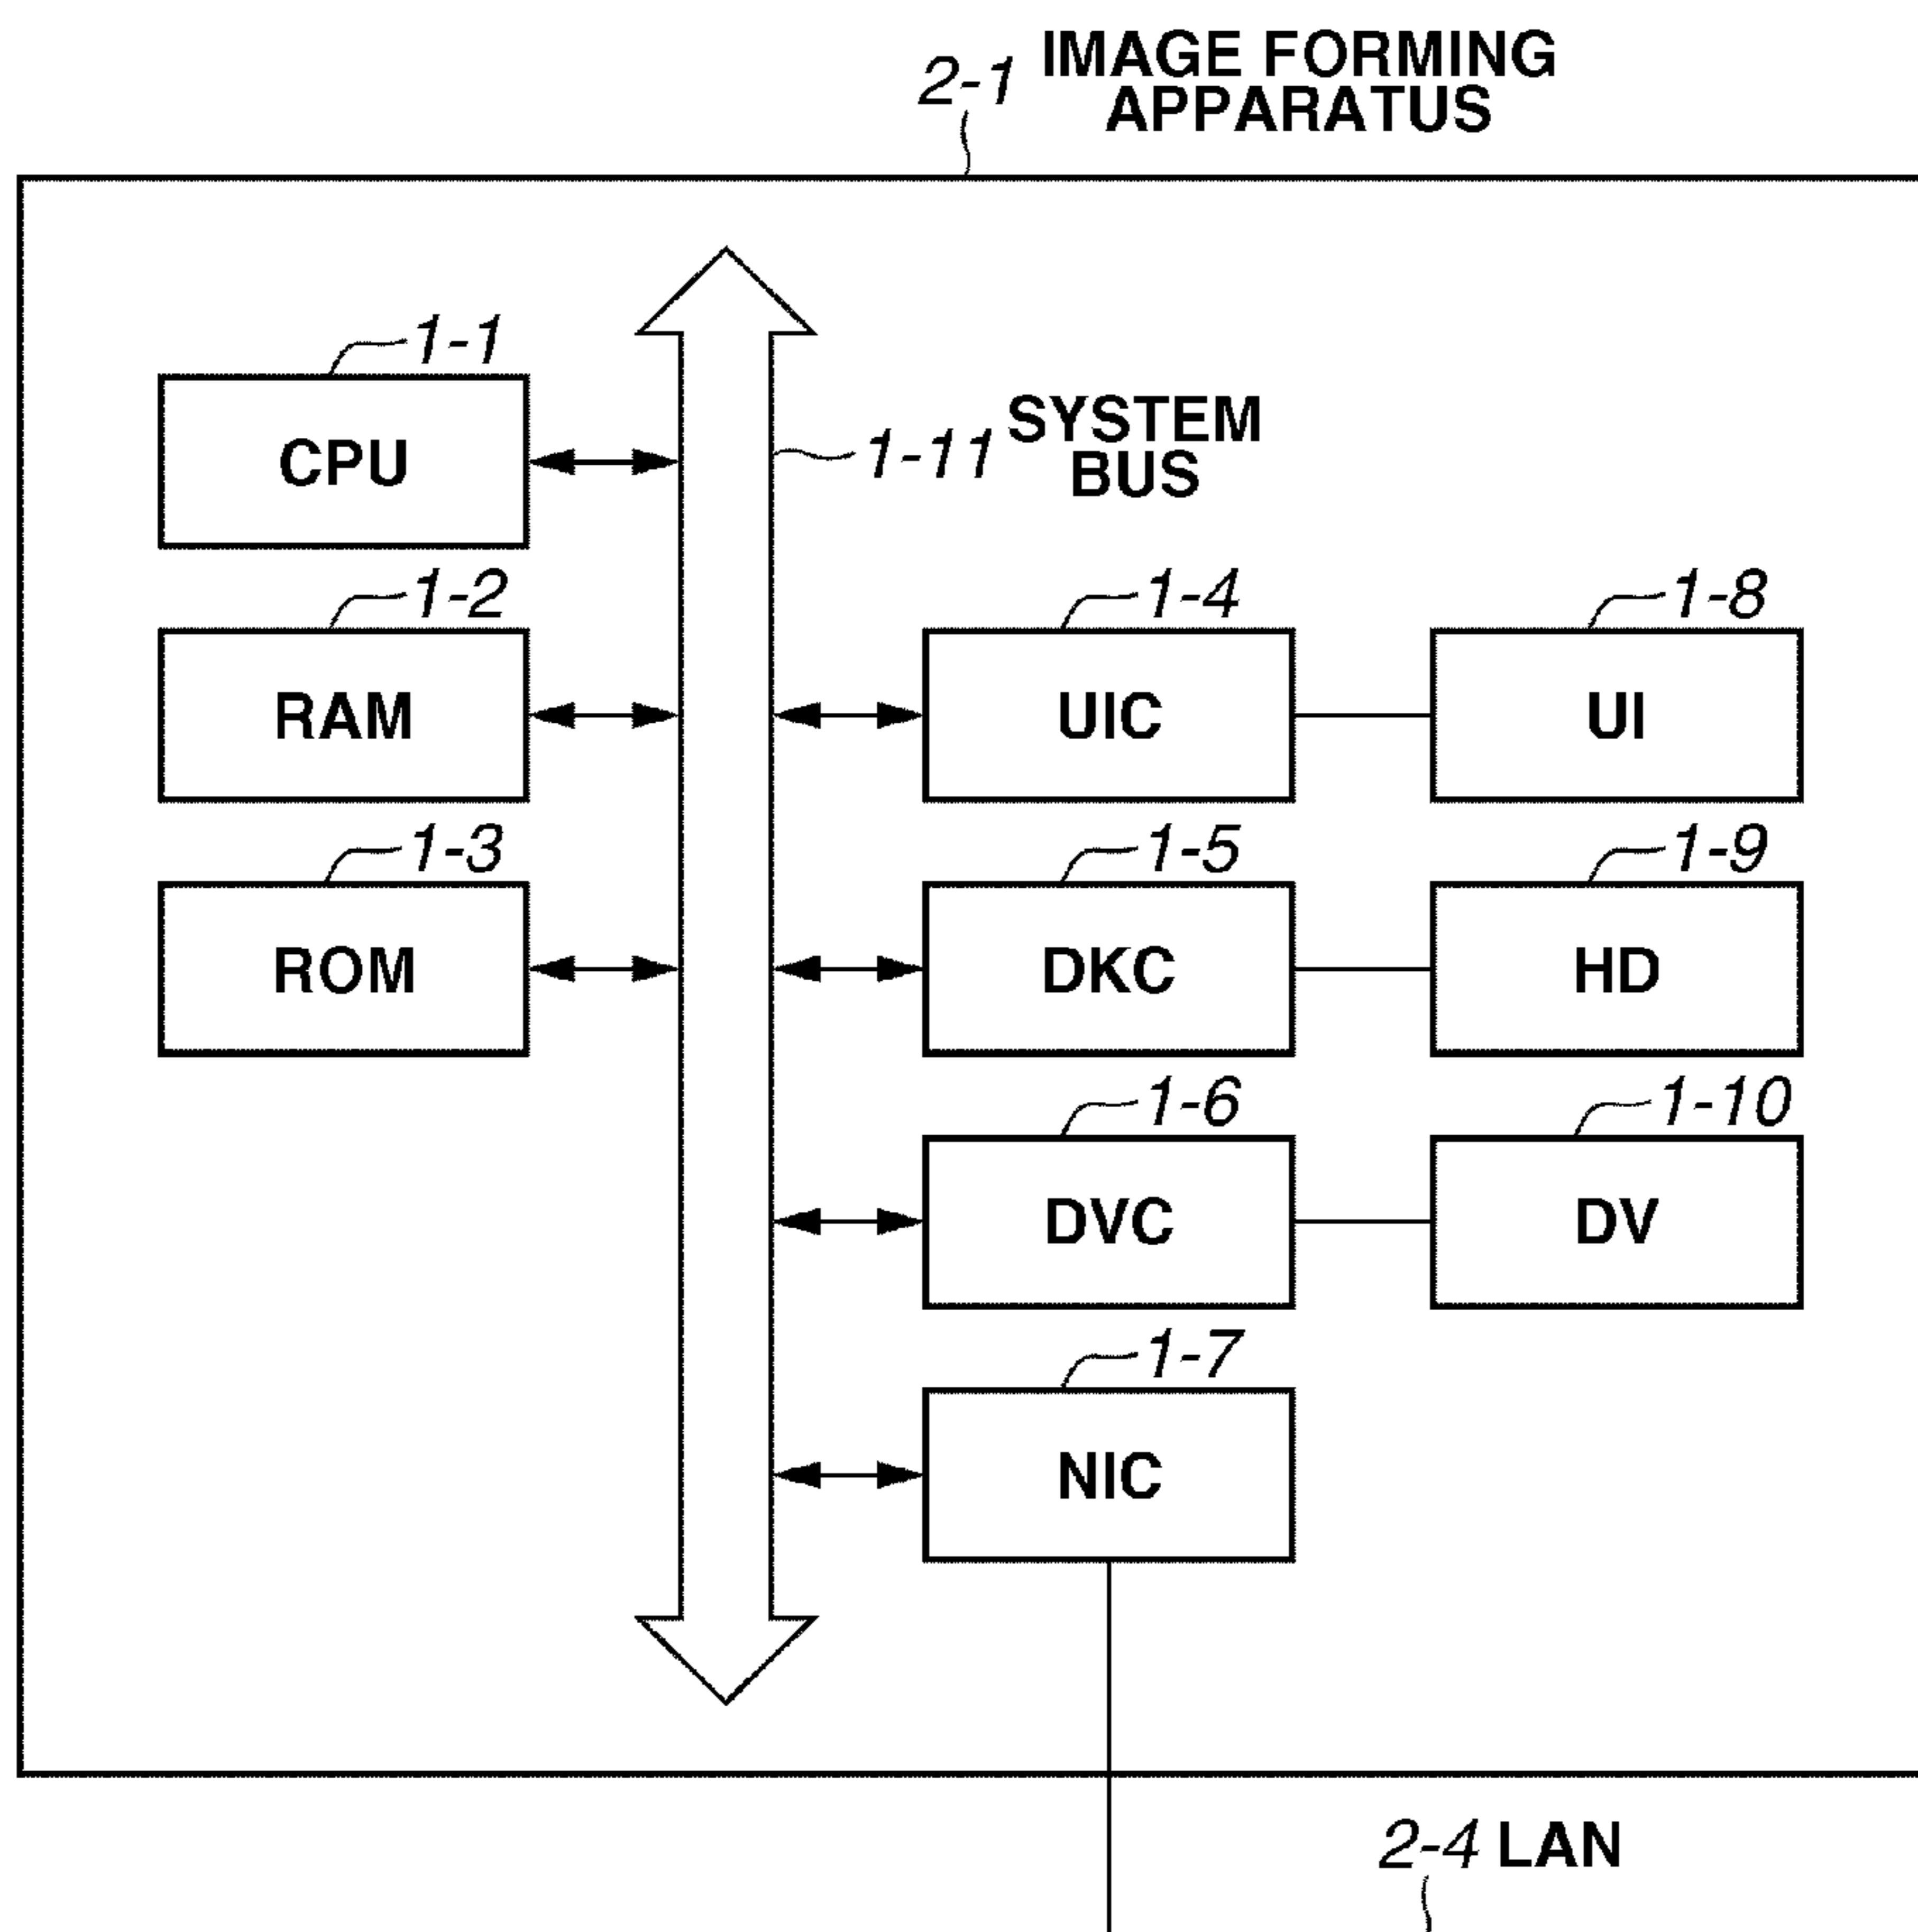 2-1 IMAGE FORMING
APPARATUS
1-1
CPU
1-11 SYSTEM
BUS
1-2
RAM
1-4
UIC
1-8
UI
1-3
ROM
1-5
DKC
1-9
HD
1-6
DVC
1-10
DV
1-7
NIC
2-4 LAN